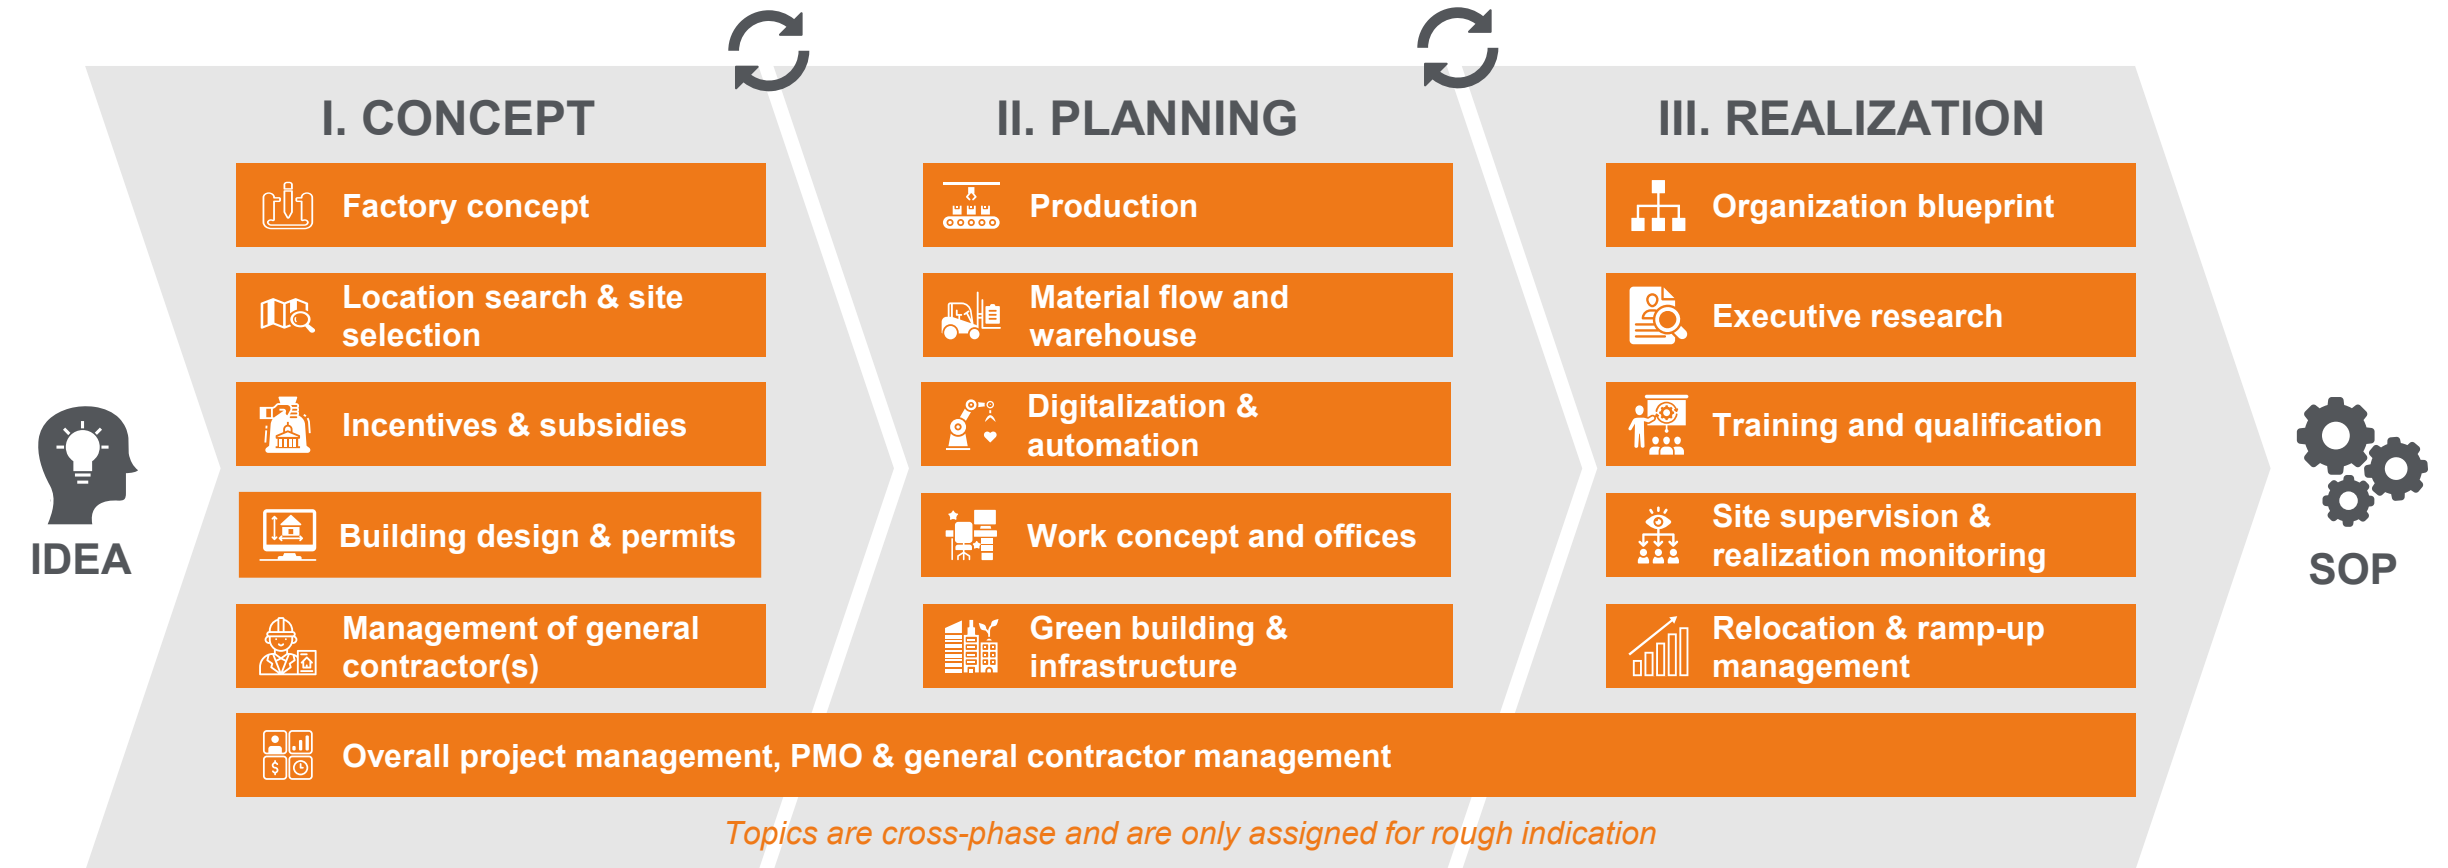 I. CONCEPT
Factory concept
Location search & site
selection
Incentives & subsidies
Building design & permits
Management of general
contractor(s)
II. PLANNING
Production
Material flow and
warehouse
Digitalization &
automation
Work concept and offices
Green building &
infrastructure
III. REALIZATION
Organization blueprint
Executive research
Training and qualification
Site supervision &
realization monitoring
Relocation & ramp-up
management
IDEA
SOP
Overall project management, PMO & general contractor management
Topics are cross-phase and are only assigned for rough indication